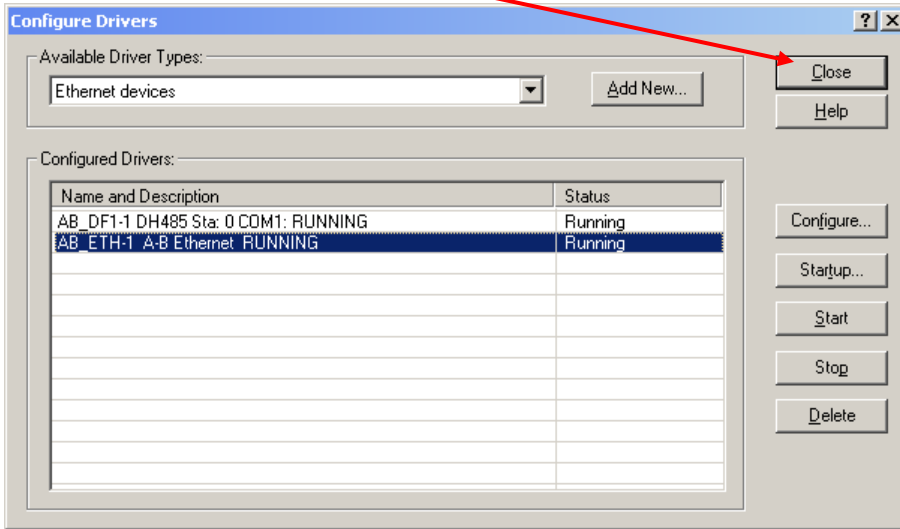 Configure Drivers
Available Driver Types:
Ethernet devices
Add New...
Close
Help
Configured Drivers:
Name and Description Status
AB_DF1-1 DH485 Sta: 0 COM1: RUNNING Running
AB_ETH-1 A-B Ethernet RUNNING Running
Configure...
Startup...
Start
Stop
Delete